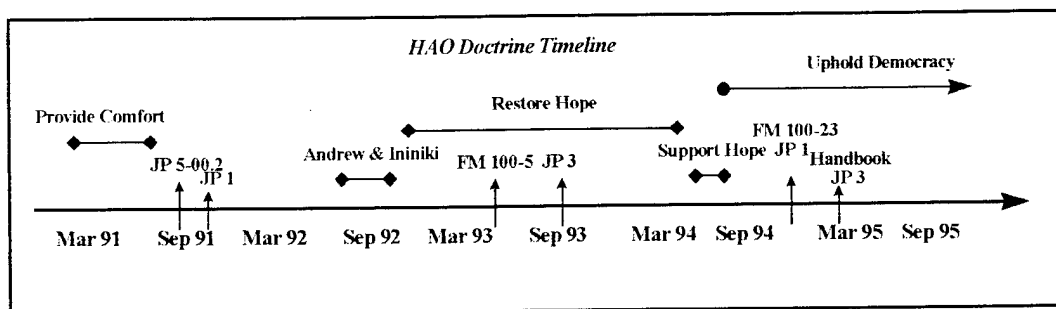 HAO Doctrine Timeline
Uphold Democracy
Provide Comfort
Restore Hope
JP 5-00.2
JP 1
Andrew & Ininiki
FM 100-5
JP 3
Support Hope
FM 100-23
JP 1
Handbook
JP 3
Mar 91
Sep 91
Mar 92
Sep 92
Mar 93
Sep 93
Mar 94
Sep 94
Mar 95
Sep 95